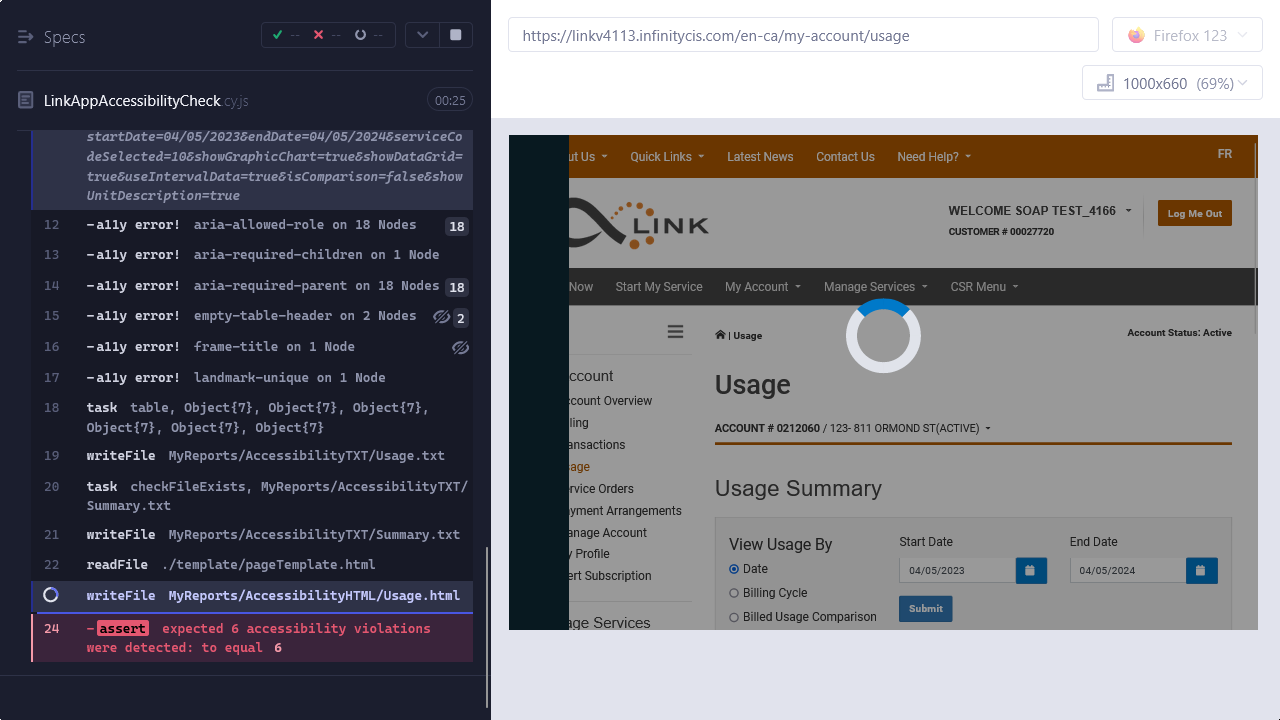 Specs
--
--
--
LinkAppAccessibilityCheck.cy.js
00:25
startDate=04/05/2023&endDate=04/05/2024&serviceCo
deSelected=10&showGraphicChart=true&showDataGrid=
true&useIntervalData=true&isComparison=false&show
UnitDescription=true
12 -a11y error! aria-allowed-role on 18 Nodes 18
13 -a11y error! aria-required-children on 1 Node
14 -a11y error! aria-required-parent on 18 Nodes 18
15 -a11y error! empty-table-header on 2 Nodes 2
16 -a11y error! frame-title on 1 Node
17 -a11y error! landmark-unique on 1 Node
18 task table, Object{7}, Object{7}, Object{7},
Object{7}, Object{7}, Object{7}
19 writeFile MyReports/AccessibilityTXT/Usage.txt
20 task checkFileExists, MyReports/AccessibilityTXT/
Summary.txt
21 writeFile MyReports/AccessibilityTXT/Summary.txt
22 readFile ./template/pageTemplate.html
writeFile MyReports/AccessibilityHTML/Usage.html
24 -assert expected 6 accessibility violations
were detected: to equal 6
https://linkv4113.infinitycis.com/en-ca/my-account/usage
Firefox 123
1000x660 (69%)
ut Us Quick Links Latest News Contact Us Need Help? FR
LINK
WELCOME SOAP TEST_4166
CUSTOMER # 00027720
Log Me Out
Now Start My Service My Account Manage Services CSR Menu
| Usage
Account Status: Active
ccount
count Overview
ling
ansactions
sage
rvice Orders
yment Arrangements
anage Account
y Profile
ert Subscription
age Services
Usage
ACCOUNT # 0212060 / 123- 811 ORMOND ST(ACTIVE)
Usage Summary
View Usage By
Date
Billing Cycle
Billed Usage Comparison
Start Date
04/05/2023
Submit
End Date
04/05/2024